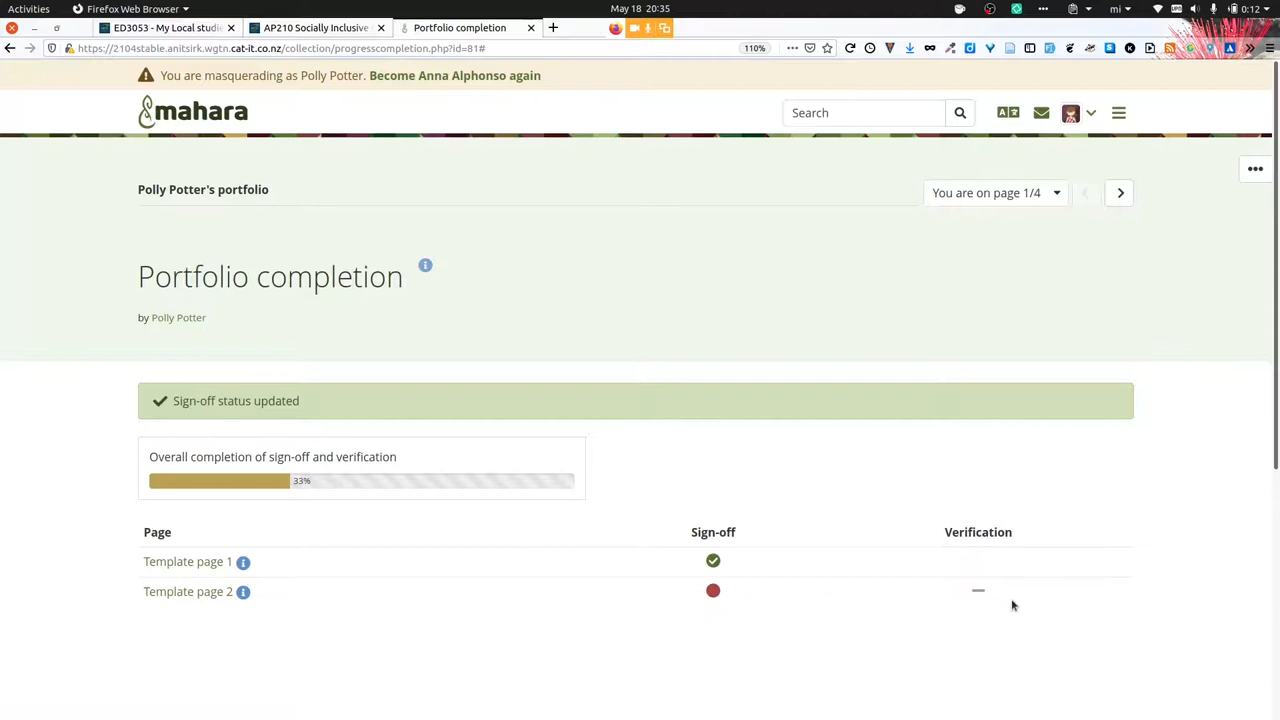 Activities
Firefox Web Browser
May 18 20:35
mi
0:12
ED3053 - My Local studi
AP210 Socially Inclusive
Portfolio completion
https://2104stable.anitsirk.wgtn.cat-it.co.nz/collection/progresscompletion.php?id=81#
110%
You are masquerading as Polly Potter. Become Anna Alphonso again
mahara
Search
Polly Potter's portfolio
You are on page 1/4
Portfolio completion
by Polly Potter
Sign-off status updated
Overall completion of sign-off and verification
33%
Page Sign-off Verification
Template page 1
Template page 2